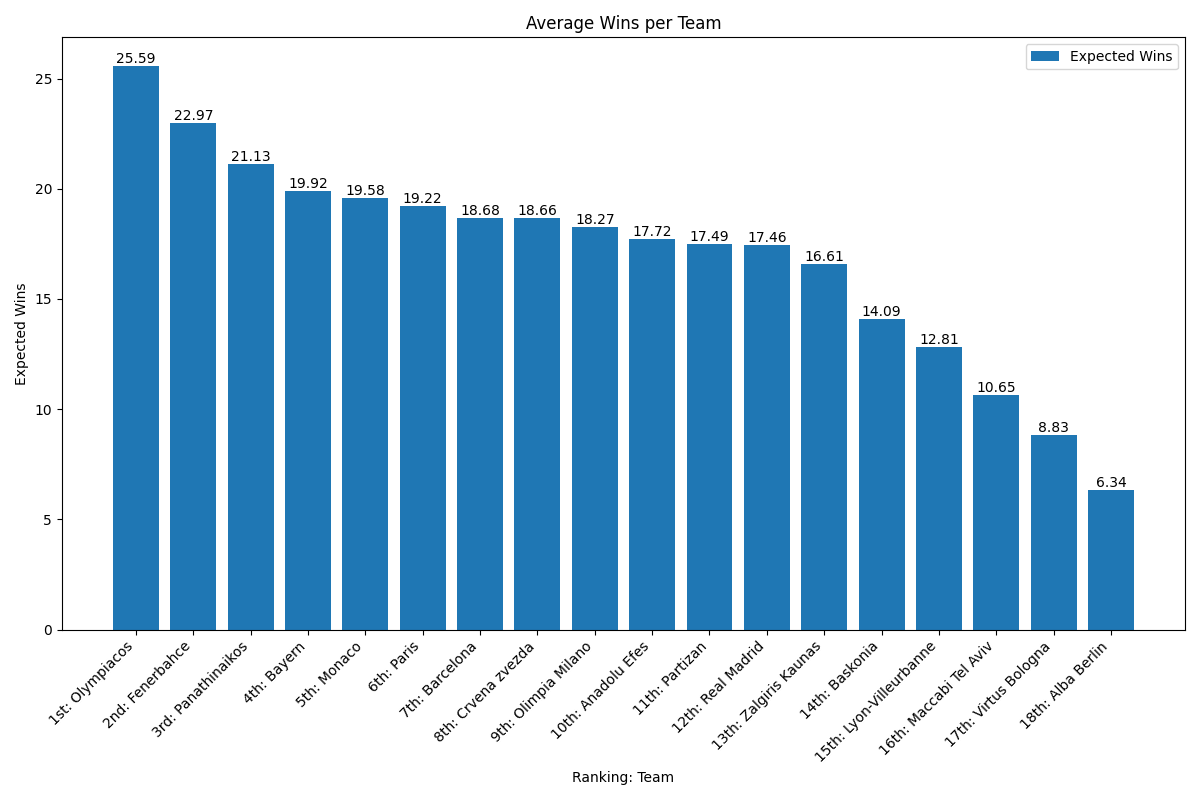 Average Wins per Team
Expected Wins
25.59
22.97
21.13
19.92
19.58
19.22
18.68
18.66
18.27
17.72
17.49
17.46
16.61
14.09
12.81
10.65
8.83
6.34
Expected Wins
25
20
15
10
5
0
1st: Olympiacos
2nd: Fenerbahce
3rd: Panathinaikos
4th: Bayern
5th: Monaco
6th: Paris
7th: Barcelona
8th: Crvena zvezda
9th: Olimpia Milano
10th: Anadolu Efes
11th: Partizan
12th: Real Madrid
13th: Zalgiris Kaunas
14th: Baskonia
15th: Lyon-Villeurbanne
16th: Maccabi Tel Aviv
17th: Virtus Bologna
18th: Alba Berlin
Ranking: Team